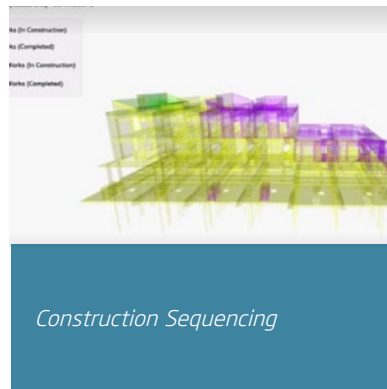 ks (In Construction)
ks (Completed)
Works (In Construction)
Works (Completed)
Construction Sequencing